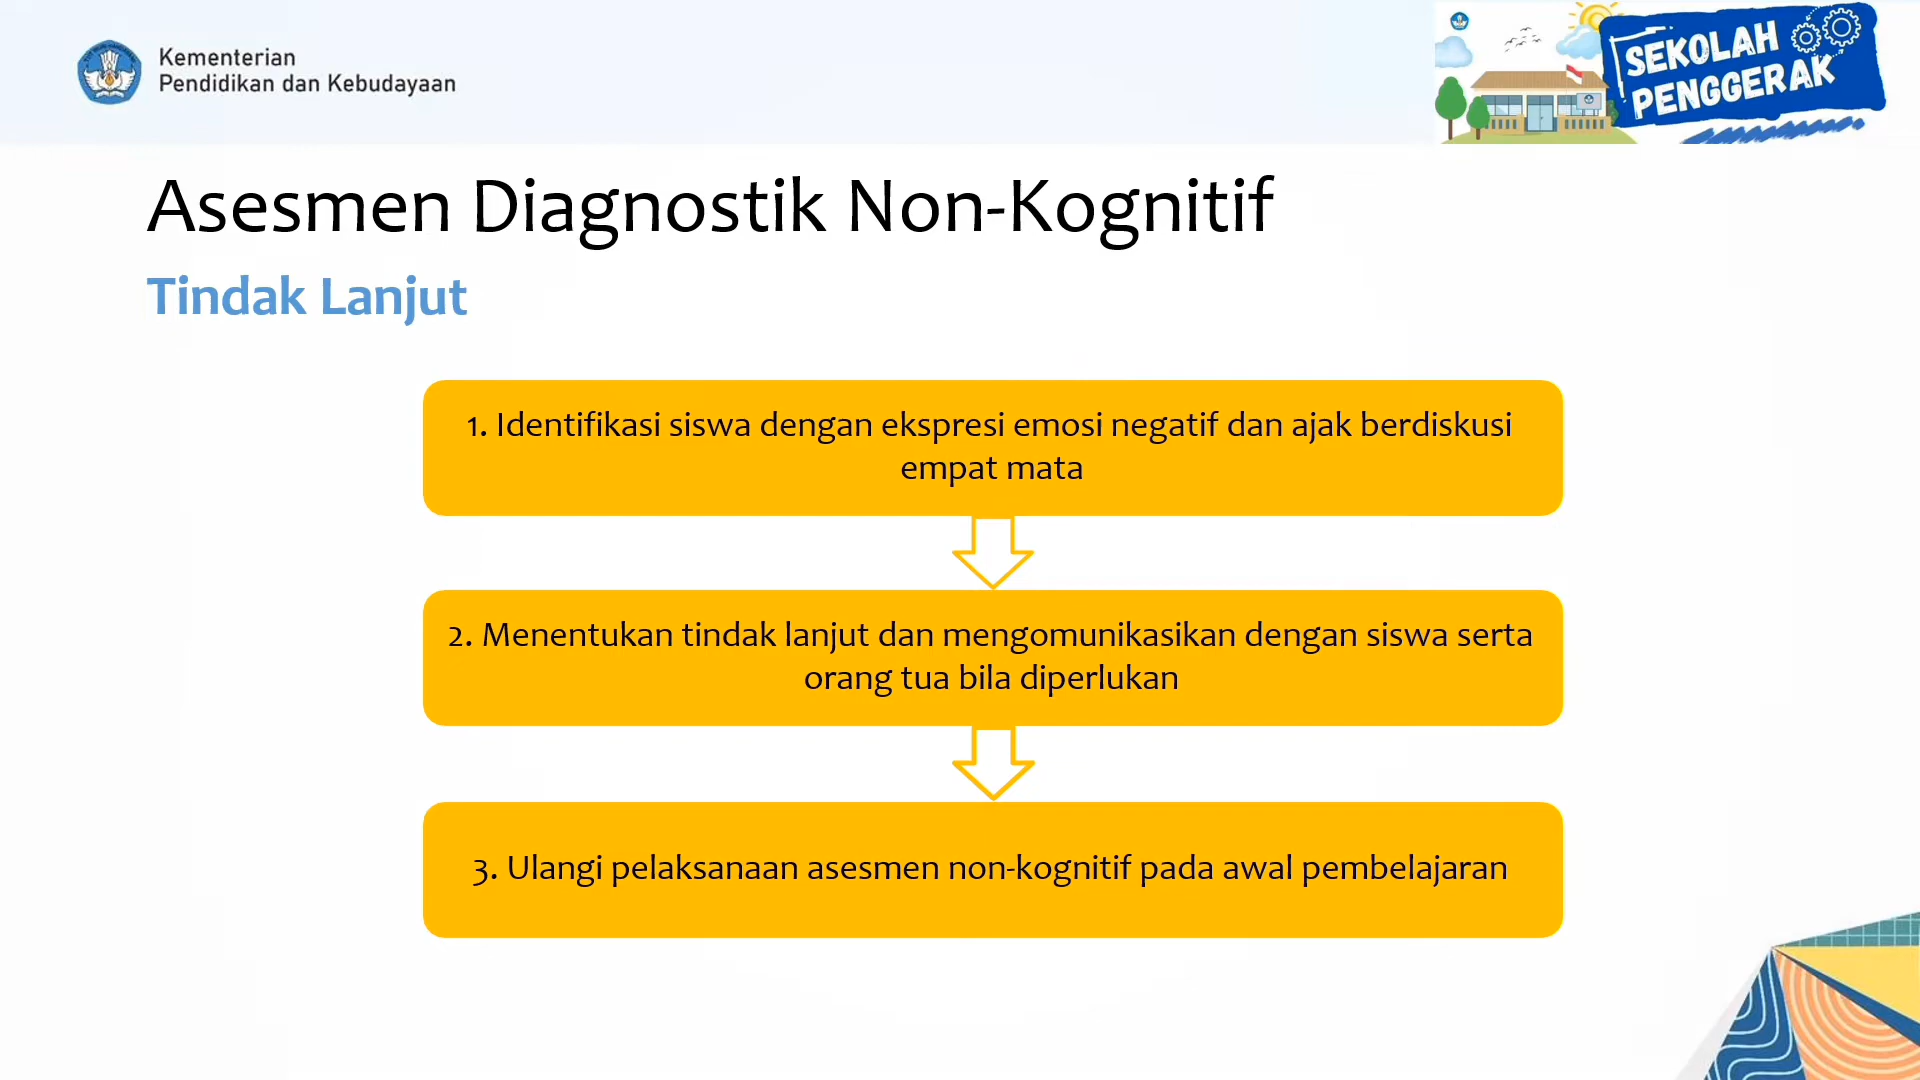 Kementerian
Pendidikan dan Kebudayaan
SEKOLAH
PENGGERAK
Asesmen Diagnostik Non-Kognitif
Tindak Lanjut
1. Identifikasi siswa dengan ekspresi emosi negatif dan ajak berdiskusi
empat mata
2. Menentukan tindak lanjut dan mengomunikasikan dengan siswa serta
orang tua bila diperlukan
3. Ulangi pelaksanaan asesmen non-kognitif pada awal pembelajaran